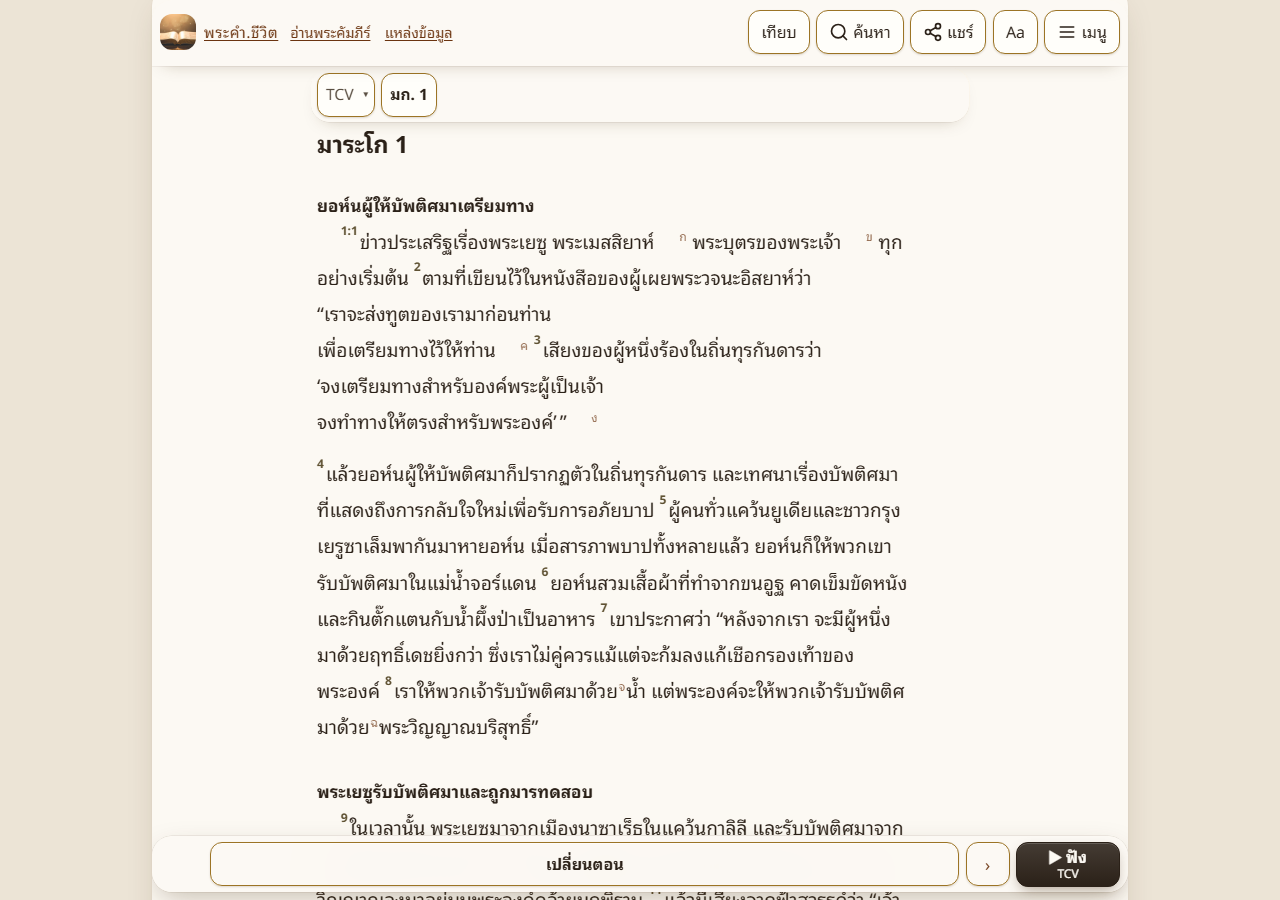 พระคำ.ชีวิต อ่านพระคัมภีร์ แหล่งข้อมูล เทียบ ค้นหา แชร์ Aa เมนู
TCV ▾ มก. 1
มาระโก 1
ยอห์นผู้ให้บัพติศมาเตรียมทาง
1:1 ข่าวประเสริฐเรื่องพระเยซู พระเมสสิยาห์ ก พระบุตรของพระเจ้า ข ทุก
อย่างเริ่มต้น 2 ตามที่เขียนไว้ในหนังสือของผู้เผยพระวจนะอิสยาห์ว่า
“เราจะส่งทูตของเรามาก่อนท่าน
เพื่อเตรียมทางไว้ให้ท่าน ค 3 เสียงของผู้หนึ่งร้องในถิ่นทุรกันดารว่า
‘จงเตรียมทางสำหรับองค์พระผู้เป็นเจ้า
จงทำทางให้ตรงสำหรับพระองค์’ ” ง
4 แล้วยอห์นผู้ให้บัพติศมาก็ปรากฏตัวในถิ่นทุรกันดาร และเทศนาเรื่องบัพติศมา
ที่แสดงถึงการกลับใจใหม่เพื่อรับการอภัยบาป 5 ผู้คนทั่วแคว้นยูเดียและชาวกรุง
เยรูซาเล็มพากันมาหายอห์น เมื่อสารภาพบาปทั้งหลายแล้ว ยอห์นก็ให้พวกเขา
รับบัพติศมาในแม่น้ำจอร์แดน 6 ยอห์นสวมเสื้อผ้าที่ทำจากขนอูฐ คาดเข็มขัดหนัง
และกินตั๊กแตนกับน้ำผึ้งป่าเป็นอาหาร 7 เขาประกาศว่า “หลังจากเรา จะมีผู้หนึ่ง
มาด้วยฤทธิ์เดชยิ่งกว่า ซึ่งเราไม่คู่ควรแม้แต่จะก้มลงแก้เชือกรองเท้าของ
พระองค์ 8 เราให้พวกเจ้ารับบัพติศมาด้วยจน้ำ แต่พระองค์จะให้พวกเจ้ารับบัพติศ
มาด้วยฉพระวิญญาณบริสุทธิ์”
พระเยซูรับบัพติศมาและถูกมารทดสอบ
9 ในเวลานั้น พระเยซูมาจากเมืองนาซาเร็ธในแคว้นกาลิลี และรับบัพติศมาจาก
เปลี่ยนตอน › ▶ ฟัง
TCV